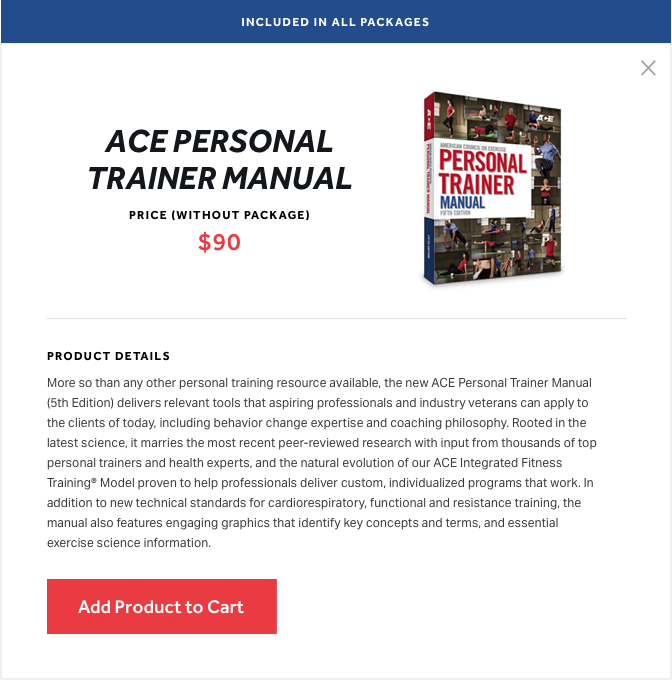 INCLUDED IN ALL PACKAGES
ACE PERSONAL
TRAINER MANUAL
PRICE (WITHOUT PACKAGE)
$90
ACE
AMERICAN COUNCIL ON EXERCISE
PERSONAL
TRAINER
MANUAL
FIFTH EDITION
ACE
PERSONAL TRAINER MANUAL
PRODUCT DETAILS
More so than any other personal training resource available, the new ACE Personal Trainer Manual
(5th Edition) delivers relevant tools that aspiring professionals and industry veterans can apply to
the clients of today, including behavior change expertise and coaching philosophy. Rooted in the
latest science, it marries the most recent peer-reviewed research with input from thousands of top
personal trainers and health experts, and the natural evolution of our ACE Integrated Fitness
Training® Model proven to help professionals deliver custom, individualized programs that work. In
addition to new technical standards for cardiorespiratory, functional and resistance training, the
manual also features engaging graphics that identify key concepts and terms, and essential
exercise science information.
Add Product to Cart